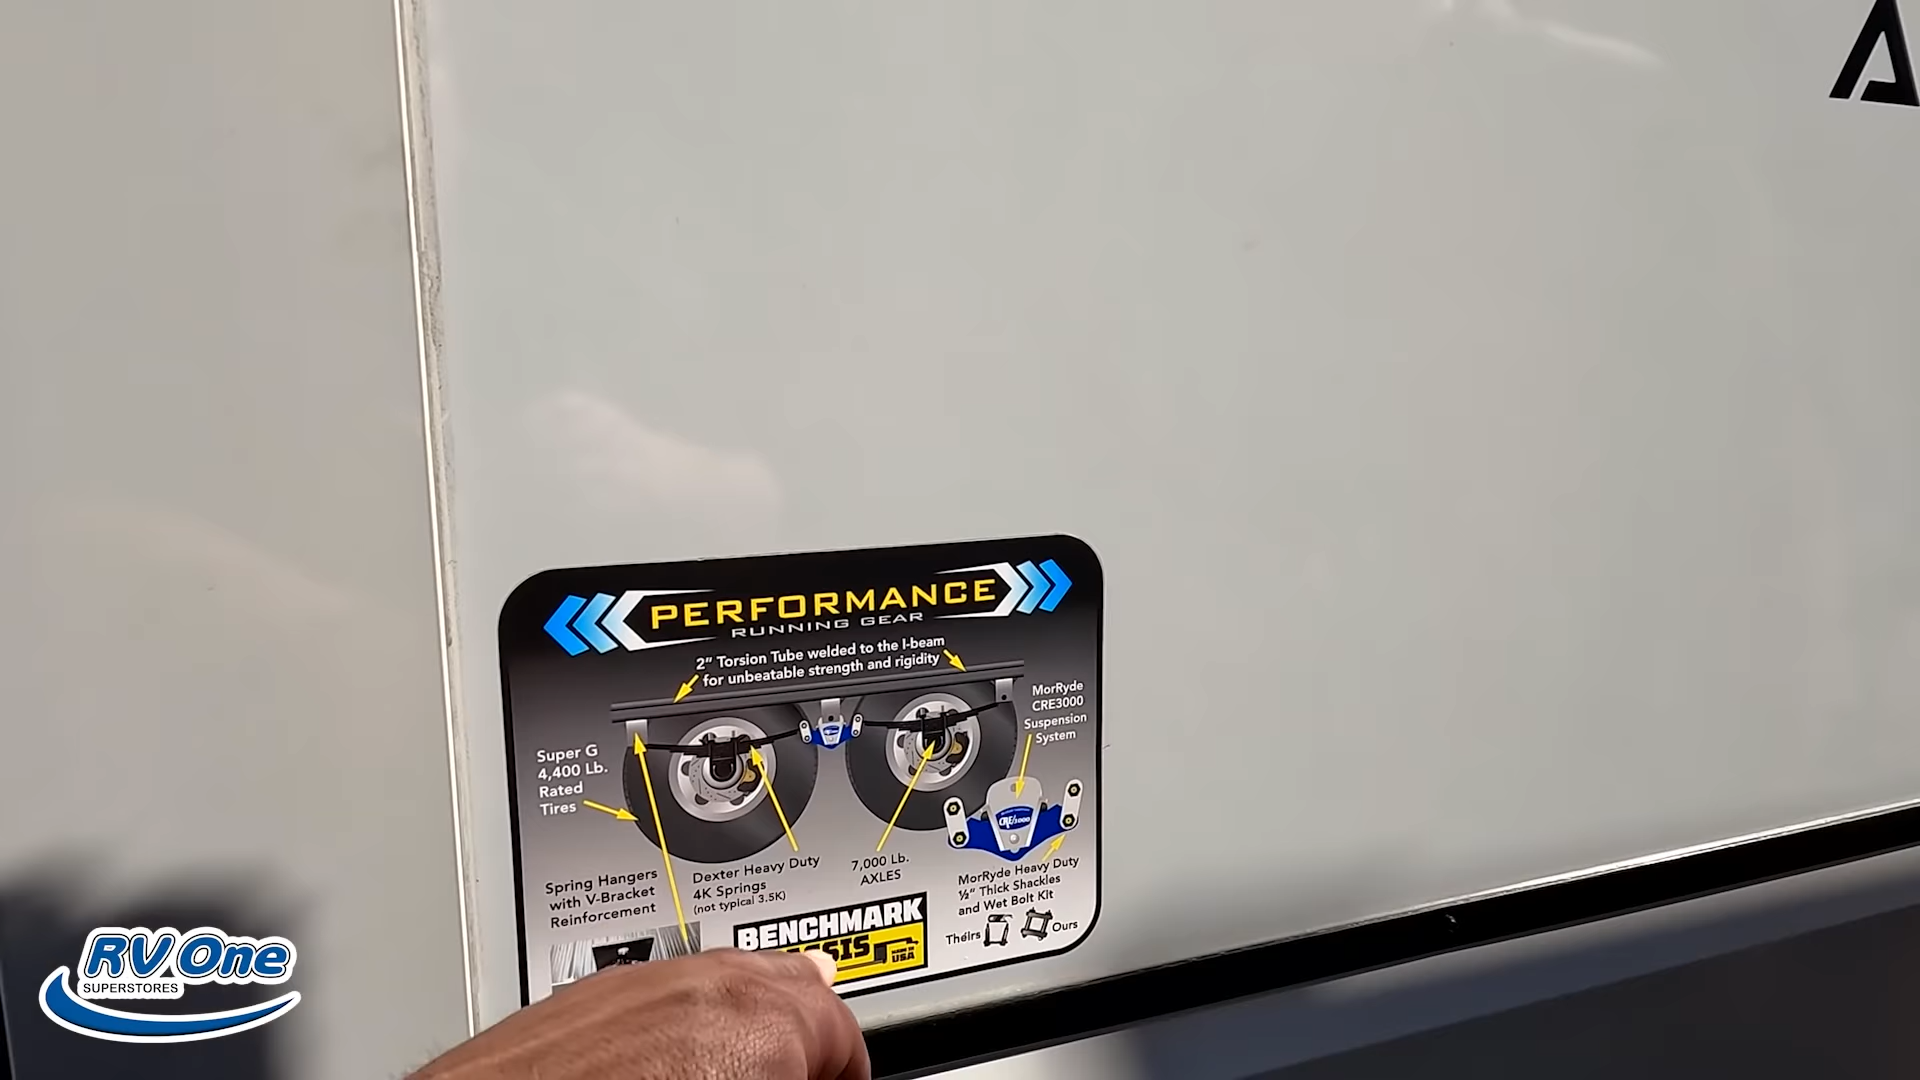 PERFORMANCE
RUNNING GEAR
2” Torsion Tube welded to the I-beam
for unbeatable strength and rigidity
MorRyde
CRE3000
Suspension
System
Super G
4,400 Lb.
Rated
Tires
CRE/3000
Spring Hangers
with V-Bracket
Reinforcement
Dexter Heavy Duty
4K Springs
(not typical 3.5K)
7,000 Lb.
AXLES
MorRyde Heavy Duty
½” Thick Shackles
and Wet Bolt Kit
Theirs
Ours
BENCHMARK
USA
RV One
SUPERSTORES